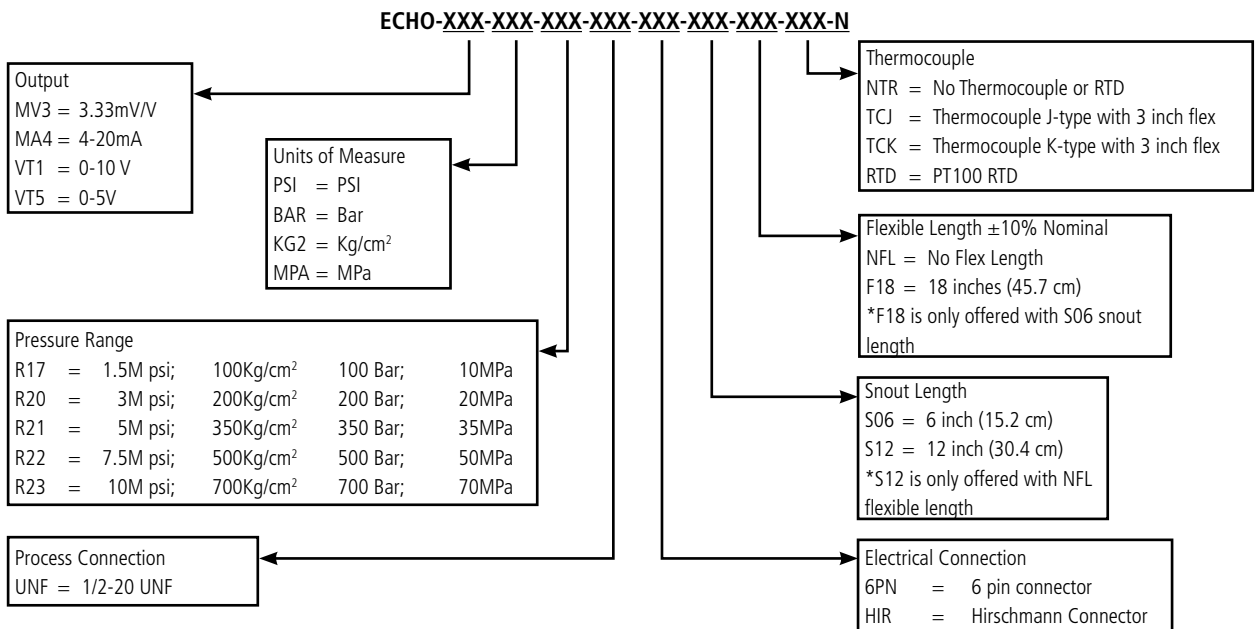 ECHO-XXX-XXX-XXX-XXX-XXX-XXX-XXX-XXX-N
Output
MV3 = 3.33mV/V
MA4 = 4-20mA
VT1 = 0-10 V
VT5 = 0-5V
Units of Measure
PSI = PSI
BAR = Bar
KG2 = Kg/cm²
MPA = MPa
Pressure Range
R17 = 1.5M psi; 100Kg/cm² 100 Bar; 10MPa
R20 = 3M psi; 200Kg/cm² 200 Bar; 20MPa
R21 = 5M psi; 350Kg/cm² 350 Bar; 35MPa
R22 = 7.5M psi; 500Kg/cm² 500 Bar; 50MPa
R23 = 10M psi; 700Kg/cm² 700 Bar; 70MPa
Process Connection
UNF = 1/2-20 UNF
Thermocouple
NTR = No Thermocouple or RTD
TCJ = Thermocouple J-type with 3 inch flex
TCK = Thermocouple K-type with 3 inch flex
RTD = PT100 RTD
Flexible Length ±10% Nominal
NFL = No Flex Length
F18 = 18 inches (45.7 cm)
*F18 is only offered with S06 snout
length
Snout Length
S06 = 6 inch (15.2 cm)
S12 = 12 inch (30.4 cm)
*S12 is only offered with NFL
flexible length
Electrical Connection
6PN = 6 pin connector
HIR = Hirschmann Connector